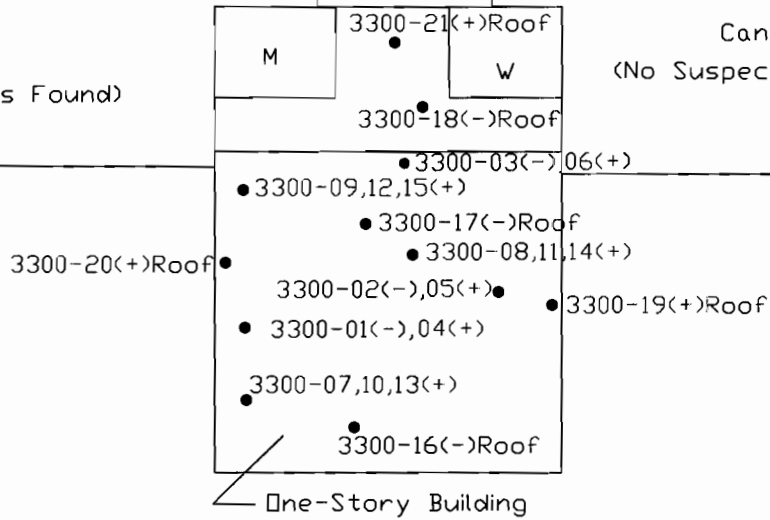 3300-21(+)Roof
Can
M
W
(No Suspec
s Found)
3300-18(-)Roof
3300-03(-),06(+)
3300-09,12,15(+)
3300-17(-)Roof
3300-08,11,14(+)
3300-20(+)Roof
3300-02(-),05(+)
3300-19(+)Roof
3300-01(-),04(+)
3300-07,10,13(+)
3300-16(-)Roof
One-Story Building